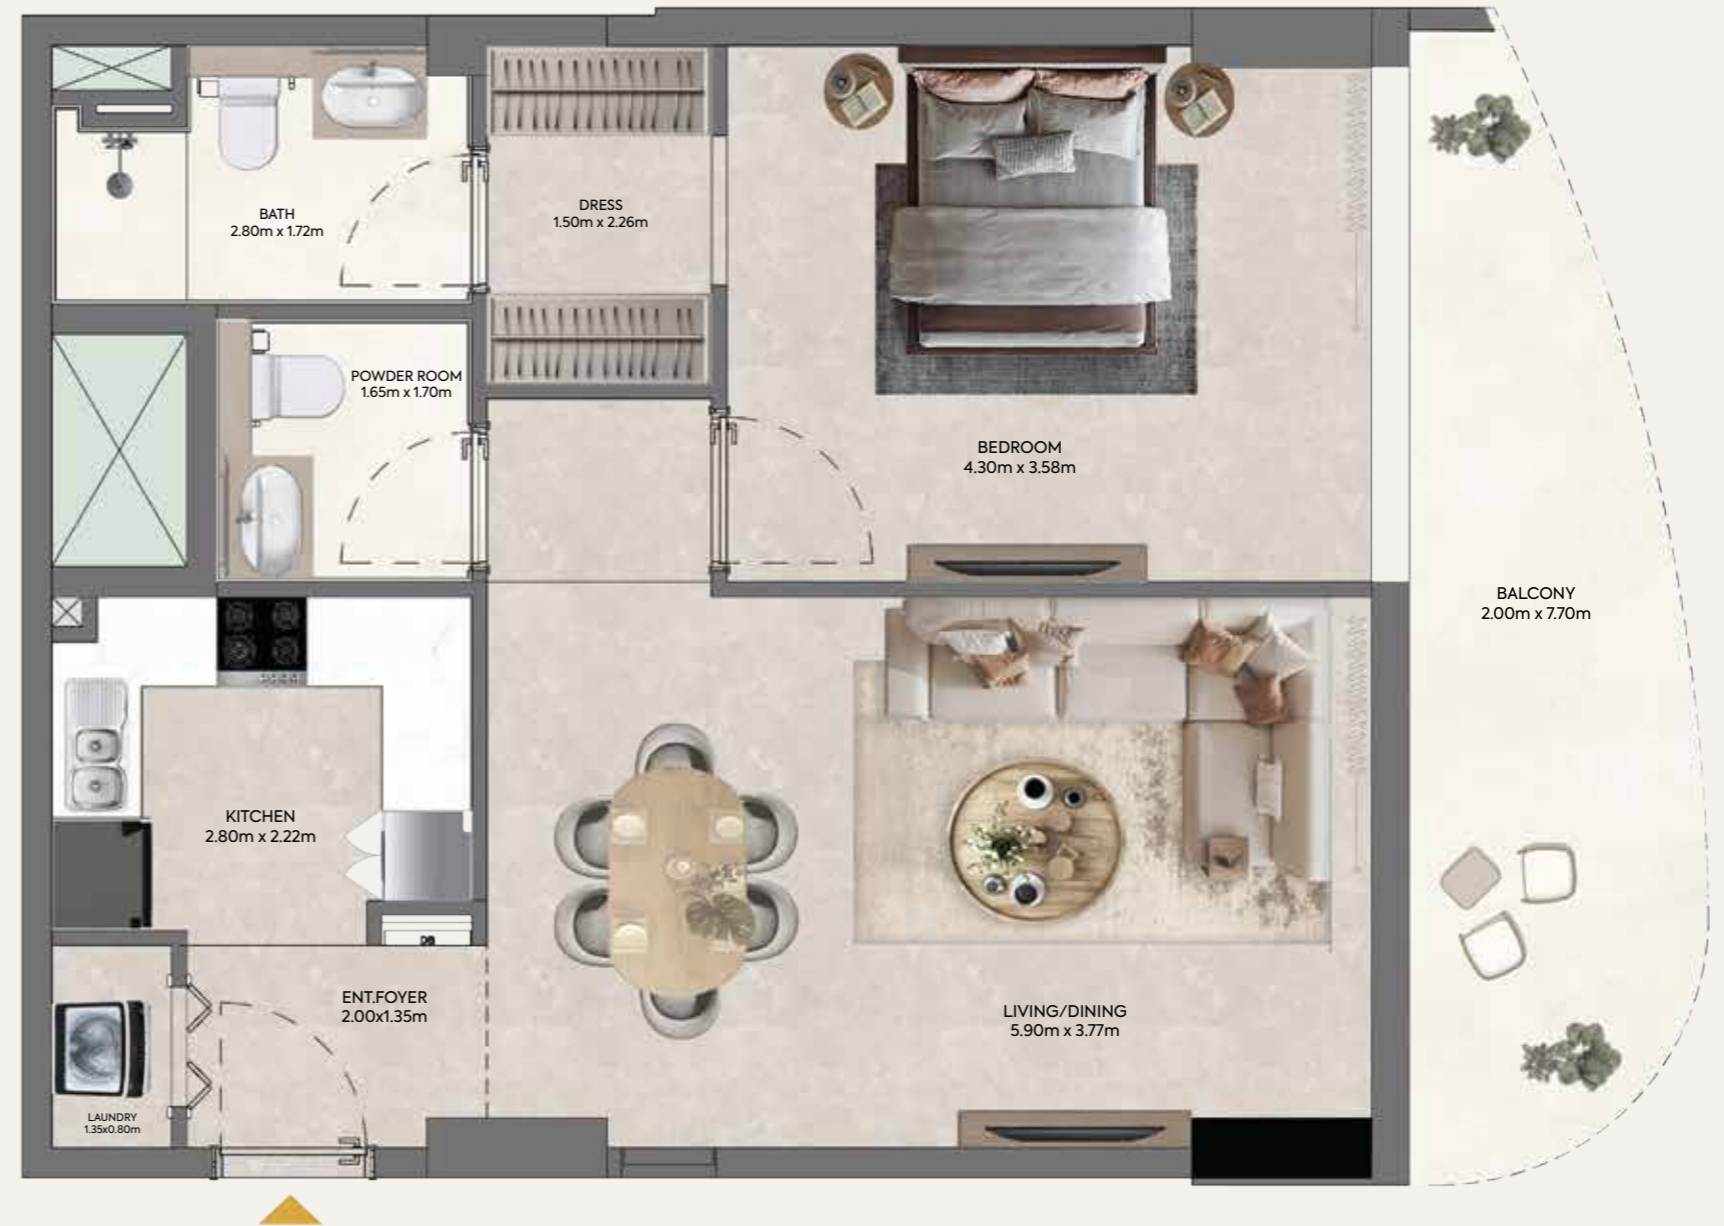 BATH
2.80m x 1.72m
DRESS
1.50m x 2.26m
POWDER ROOM
1.65m x 1.70m
BEDROOM
4.30m x 3.58m
BALCONY
2.00m x 7.70m
KITCHEN
2.80m x 2.22m
DB
ENT.FOYER
2.00x1.35m
LIVING/DINING
5.90m x 3.77m
LAUNDRY
1.35x0.80m